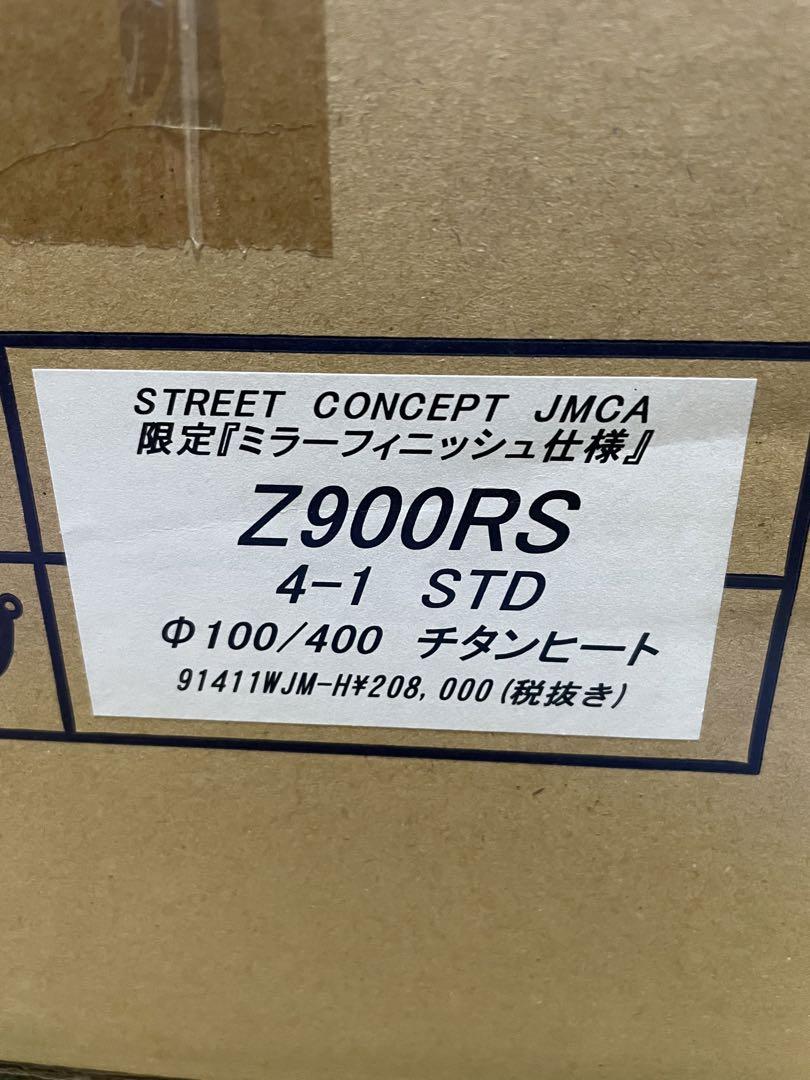 STREET CONCEPT JMCA
限定『ミラーフィニッシュ仕様』
Z900RS
4-1 STD
Φ100/400 チタンヒート
91411WJM-H¥208,000(税抜き)